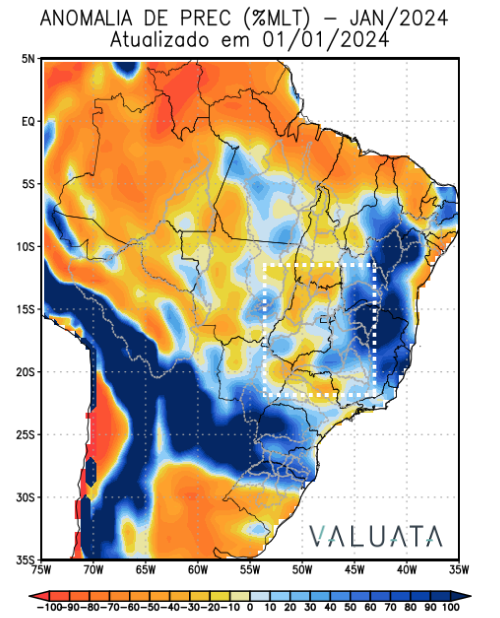 ANOMALIA DE PREC (%MLT) – JAN/2024
Atualizado em 01/01/2024
5N
EQ
5S
10S
15S
20S
25S
30S
35S
75W 70W 65W 60W 55W 50W 45W 40W 35W
VALUATA
-100 -90 -80 -70 -60 -50 -40 -30 -20 -10 0 10 20 30 40 50 60 70 80 90 100